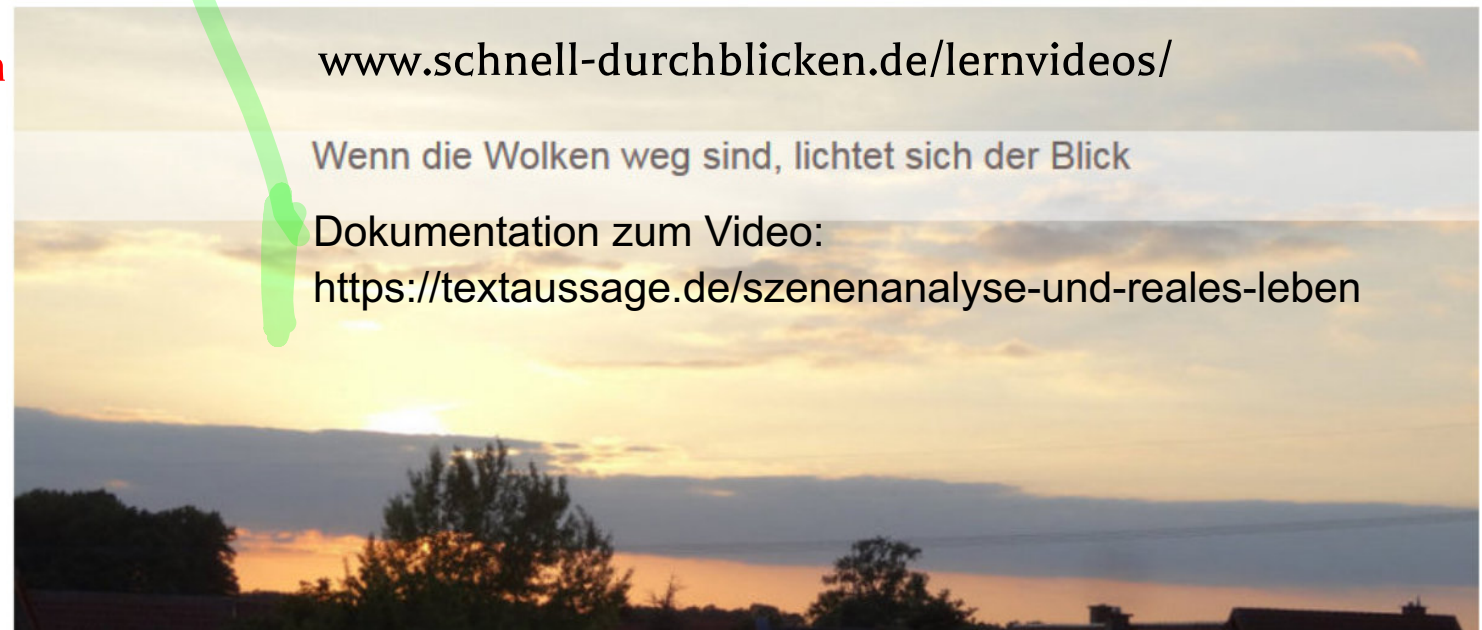 www.schnell-durchblicken.de/lernvideos/
Wenn die Wolken weg sind, lichtet sich der Blick
Dokumentation zum Video:
https://textaussage.de/szenenanalyse-und-reales-leben